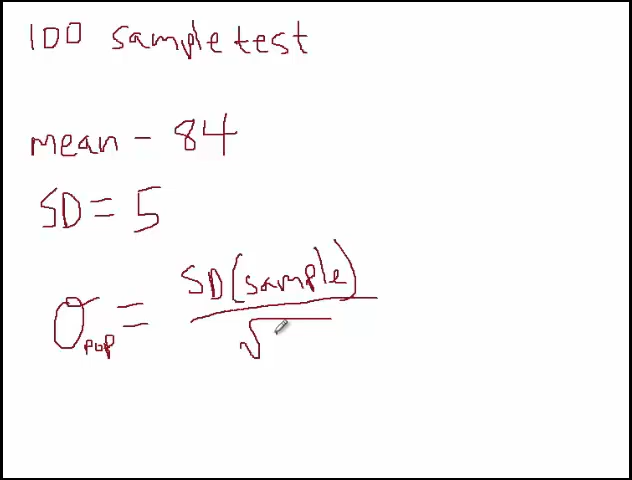 100 sample test
mean - 84
SD = 5
σpop = SD(sample) / √